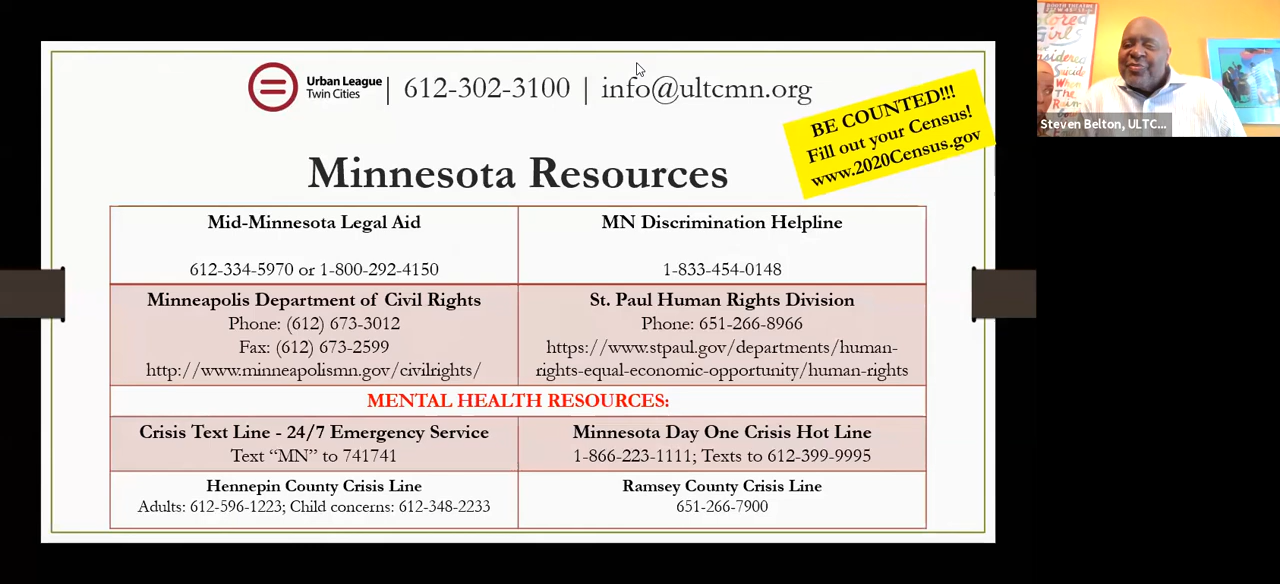 Urban League
Twin Cities
| 612-302-3100 | info@ultcmn.org
BE COUNTED!!!
Fill out your Census!
www.2020Census.gov
Minnesota Resources
Mid-Minnesota Legal Aid
612-334-5970 or 1-800-292-4150
MN Discrimination Helpline
1-833-454-0148
Minneapolis Department of Civil Rights
Phone: (612) 673-3012
Fax: (612) 673-2599
http://www.minneapolismn.gov/civilrights/
St. Paul Human Rights Division
Phone: 651-266-8966
https://www.stpaul.gov/departments/human-
rights-equal-economic-opportunity/human-rights
MENTAL HEALTH RESOURCES:
Crisis Text Line - 24/7 Emergency Service
Text “MN” to 741741
Minnesota Day One Crisis Hot Line
1-866-223-1111; Texts to 612-399-9995
Hennepin County Crisis Line
Adults: 612-596-1223; Child concerns: 612-348-2233
Ramsey County Crisis Line
651-266-7900
BOOTH THEATRE
Girls
Suicide
When
The
Steven Belton, ULTC...